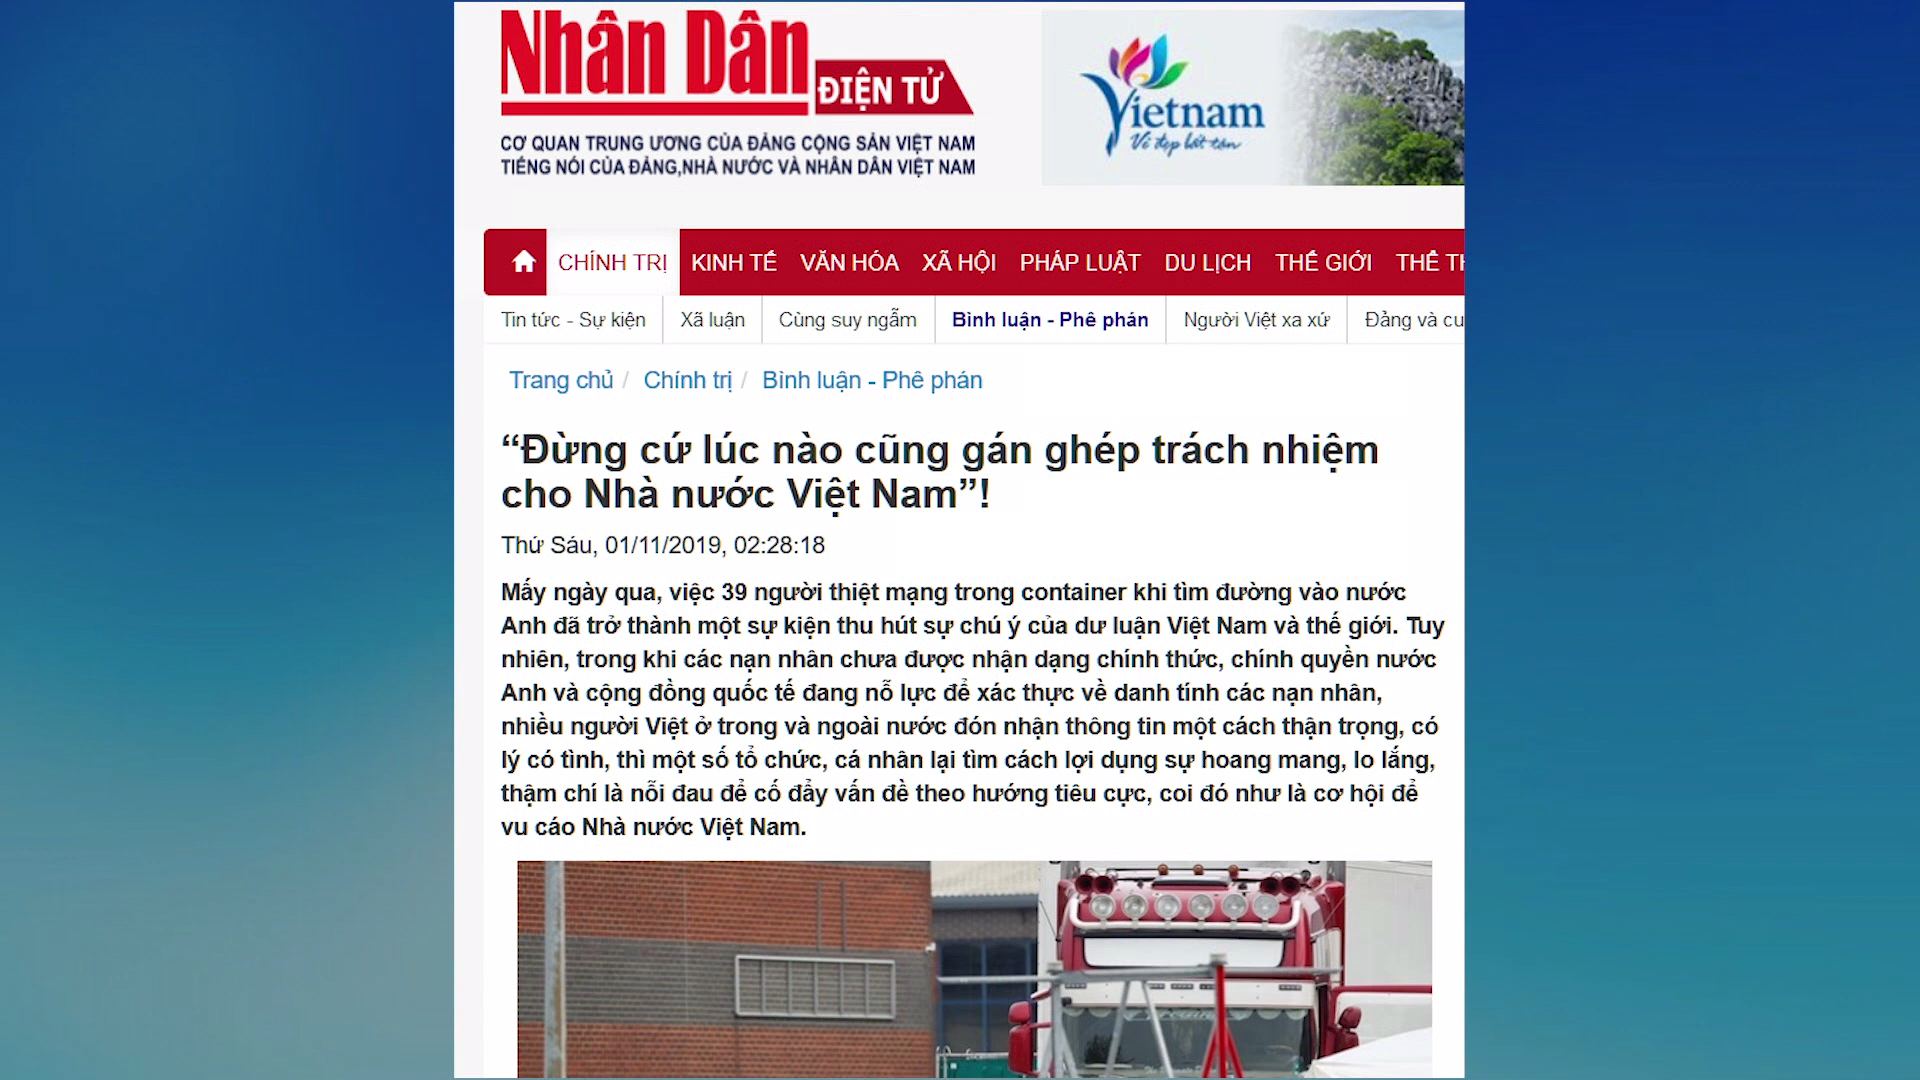 Nhân Dân
ĐIỆN TỬ
CƠ QUAN TRUNG ƯƠNG CỦA ĐẢNG CỘNG SẢN VIỆT NAM
TIẾNG NÓI CỦA ĐẢNG,NHÀ NƯỚC VÀ NHÂN DÂN VIỆT NAM
Vietnam
Vẻ đẹp bất tận
CHÍNH TRỊ KINH TẾ VĂN HÓA XÃ HỘI PHÁP LUẬT DU LỊCH THẾ GIỚI THỂ TH
Tin tức - Sự kiện Xã luận Cùng suy ngẫm Bình luận - Phê phán Người Việt xa xứ Đảng và cu
Trang chủ / Chính trị / Bình luận - Phê phán
“Đừng cứ lúc nào cũng gán ghép trách nhiệm
cho Nhà nước Việt Nam”!
Thứ Sáu, 01/11/2019, 02:28:18
Mấy ngày qua, việc 39 người thiệt mạng trong container khi tìm đường vào nước
Anh đã trở thành một sự kiện thu hút sự chú ý của dư luận Việt Nam và thế giới. Tuy
nhiên, trong khi các nạn nhân chưa được nhận dạng chính thức, chính quyền nước
Anh và cộng đồng quốc tế đang nỗ lực để xác thực về danh tính các nạn nhân,
nhiều người Việt ở trong và ngoài nước đón nhận thông tin một cách thận trọng, có
lý có tình, thì một số tổ chức, cá nhân lại tìm cách lợi dụng sự hoang mang, lo lắng,
thậm chí là nỗi đau để cố đẩy vấn đề theo hướng tiêu cực, coi đó như là cơ hội để
vu cáo Nhà nước Việt Nam.